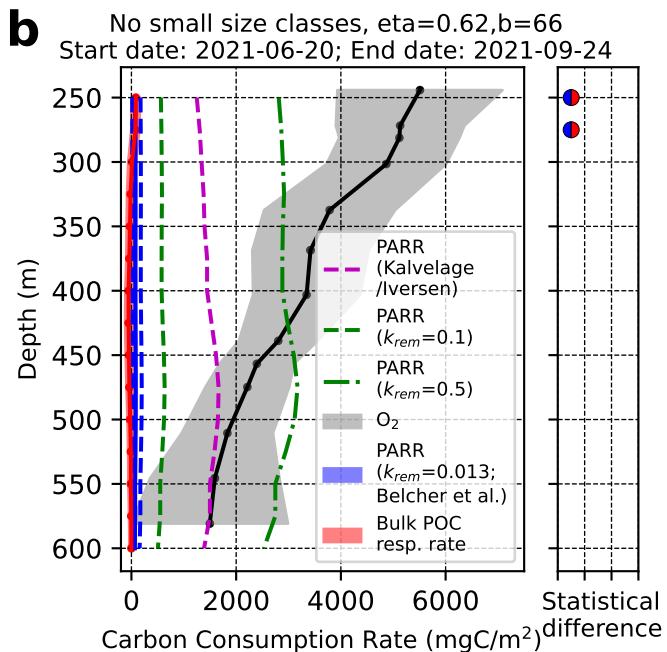 b
No small size classes, eta=0.62,b=66
Start date: 2021-06-20; End date: 2021-09-24
250
300
350
400
450
500
550
600
Depth (m)
PARR
(Kalvelage
/Iversen)
PARR
(k_rem=0.1)
PARR
(k_rem=0.5)
O₂
PARR
(k_rem=0.013;
Belcher et al.)
Bulk POC
resp. rate
0 2000 4000 6000
Carbon Consumption Rate (mgC/m²)
Statistical
difference